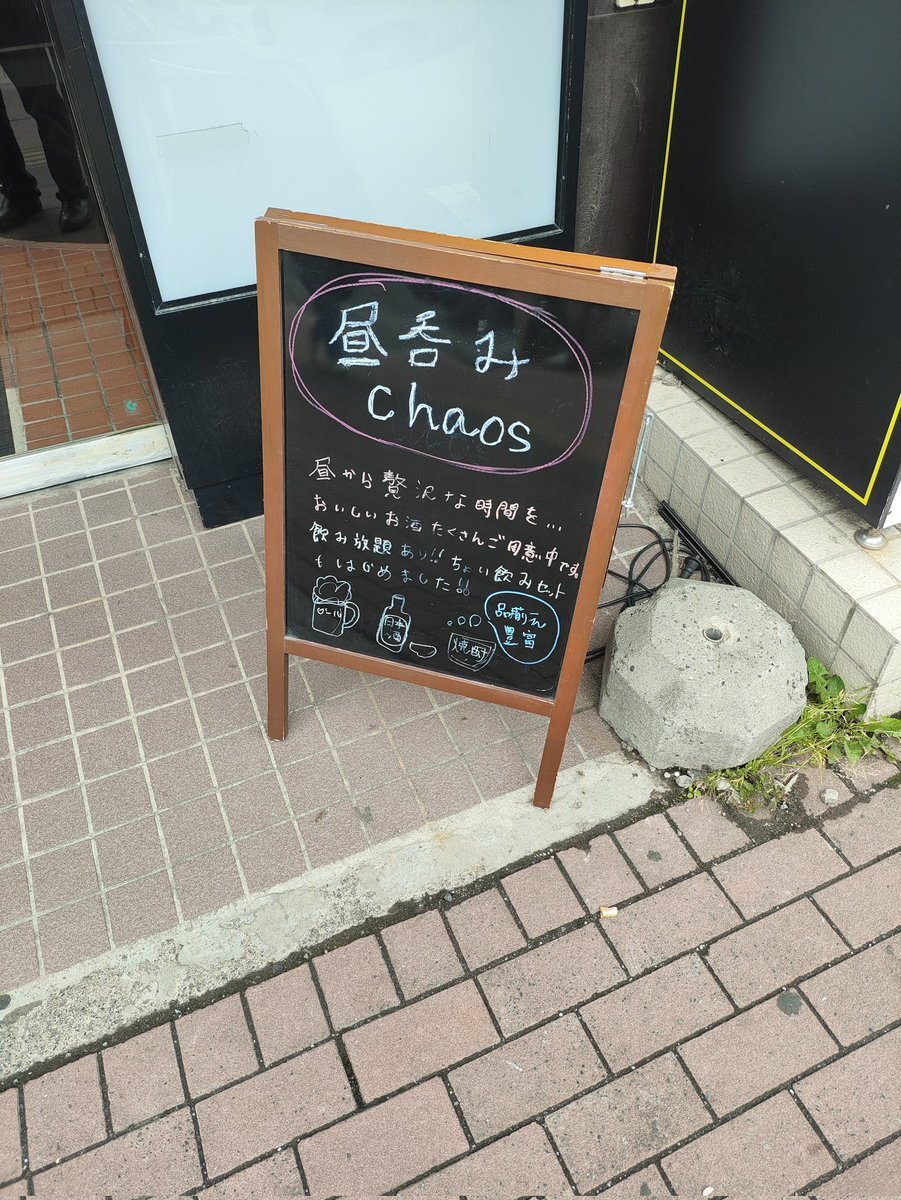 昼呑み
chaos
昼から贅沢な時間を...
おいしいお酒たくさんご用意中です。
飲み放題あり!! ちょい飲みセット
もはじめました!!
ビール
日本酒
焼酎
品揃え
豊富